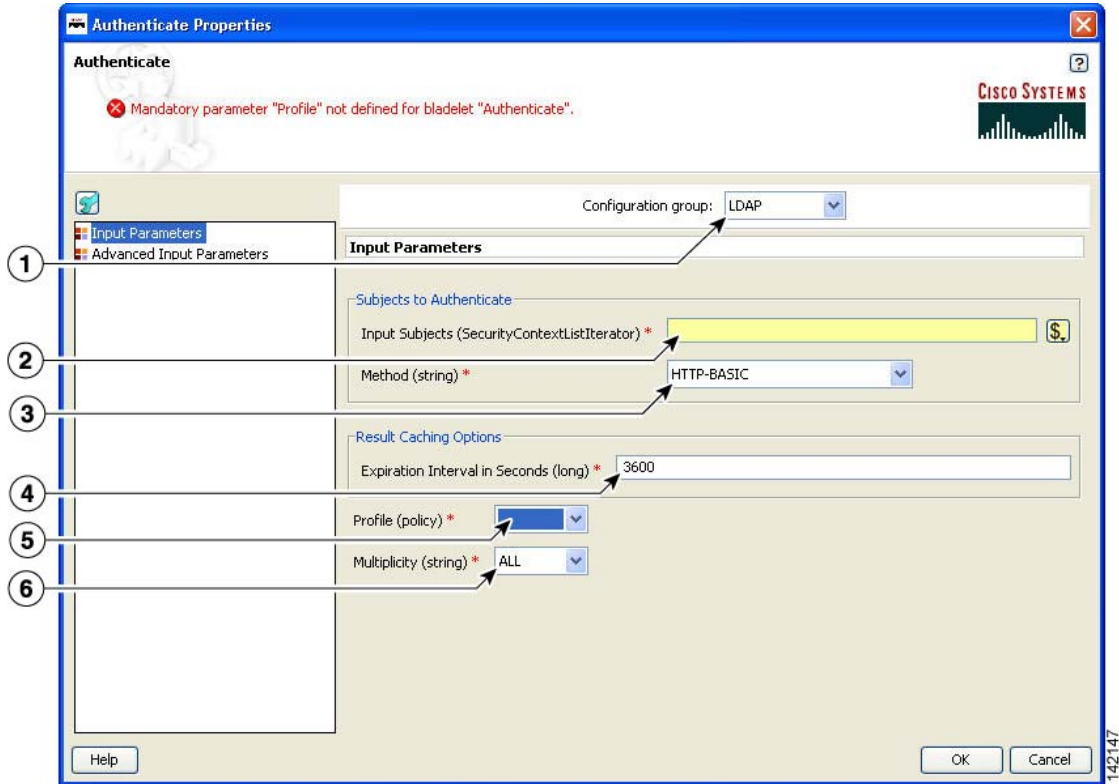 Authenticate Properties
Authenticate
Mandatory parameter "Profile" not defined for bladelet "Authenticate".
?
CISCO SYSTEMS
Configuration group: LDAP
Input Parameters
Advanced Input Parameters
Input Parameters
1
Subjects to Authenticate
Input Subjects (SecurityContextListIterator) *
$
2
Method (string) * HTTP-BASIC
3
Result Caching Options
Expiration Interval in Seconds (long) * 3600
4
Profile (policy) *
5
Multiplicity (string) * ALL
6
Help
OK
Cancel
142147